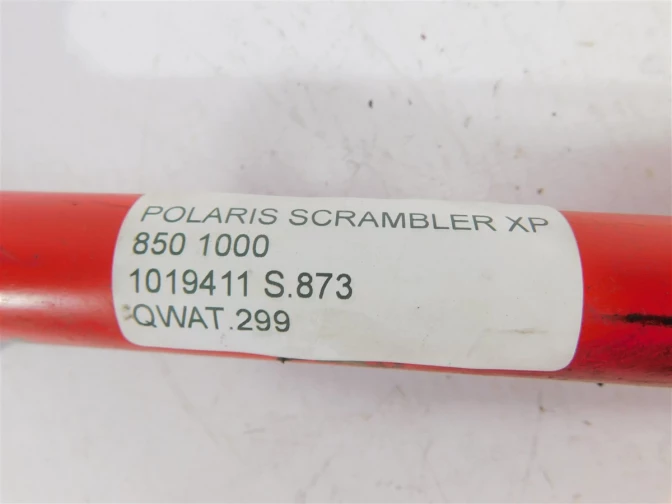 POLARIS SCRAMBLER XP
850 1000
1019411 S.873
QWAT.299